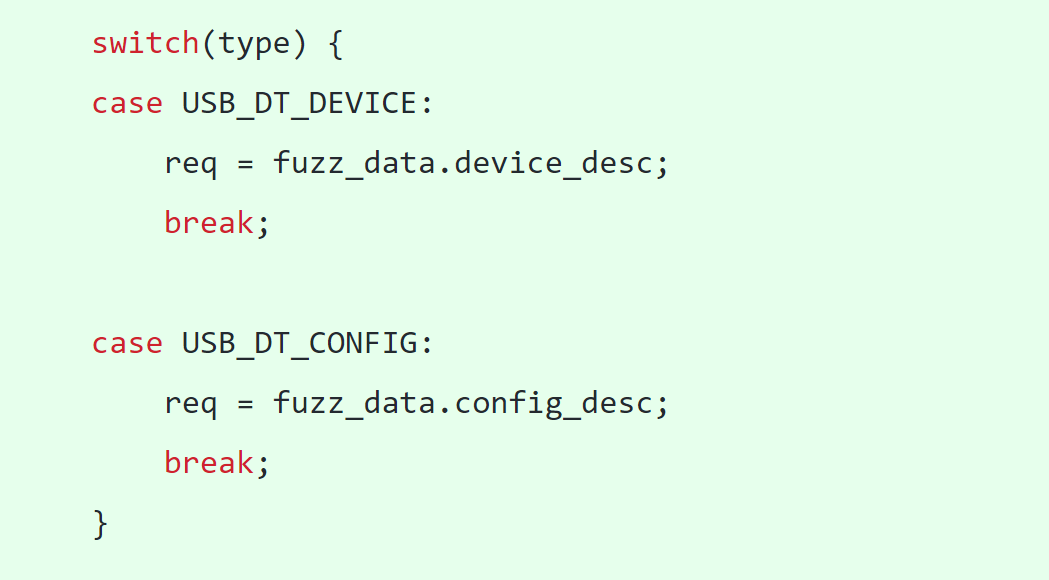 switch(type) {
case USB_DT_DEVICE:
    req = fuzz_data.device_desc;
    break;

case USB_DT_CONFIG:
    req = fuzz_data.config_desc;
    break;
}